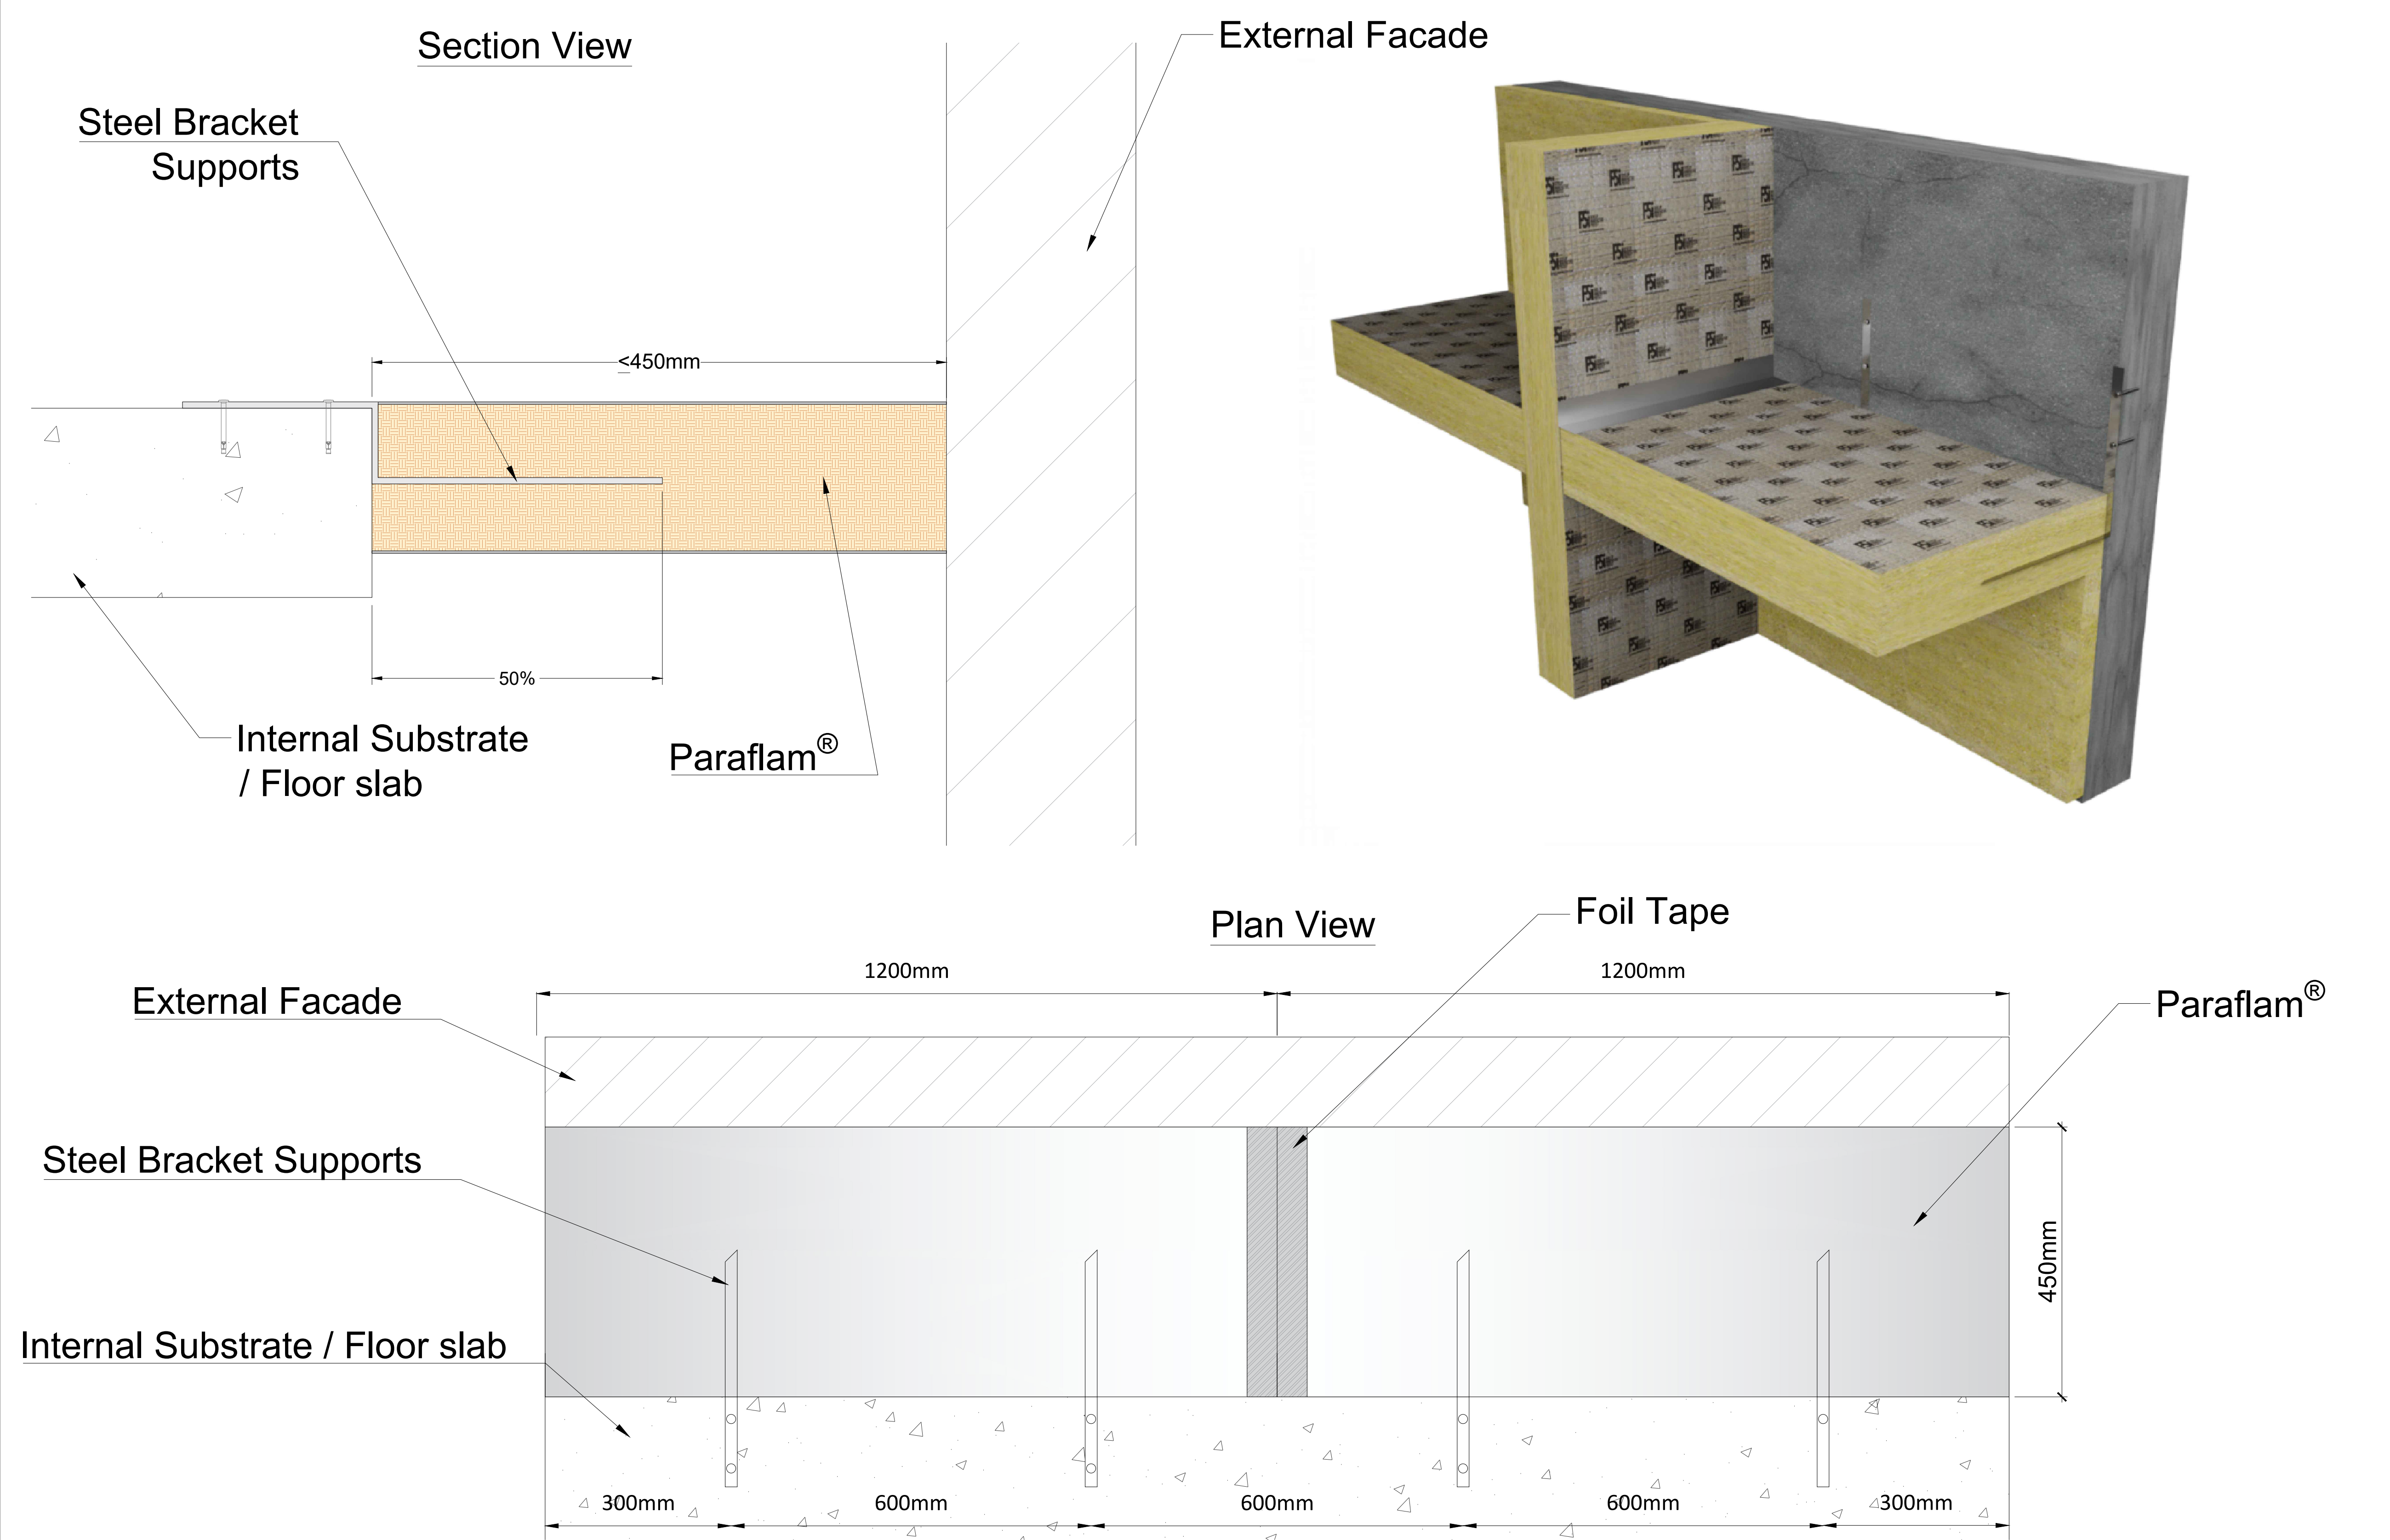 Section View
External Facade
Steel Bracket
Supports
<450mm
50%
Internal Substrate
/ Floor slab
Paraflam®
Plan View
Foil Tape
1200mm
1200mm
External Facade
Paraflam®
Steel Bracket Supports
450mm
Internal Substrate / Floor slab
300mm
600mm
600mm
600mm
300mm
PSi